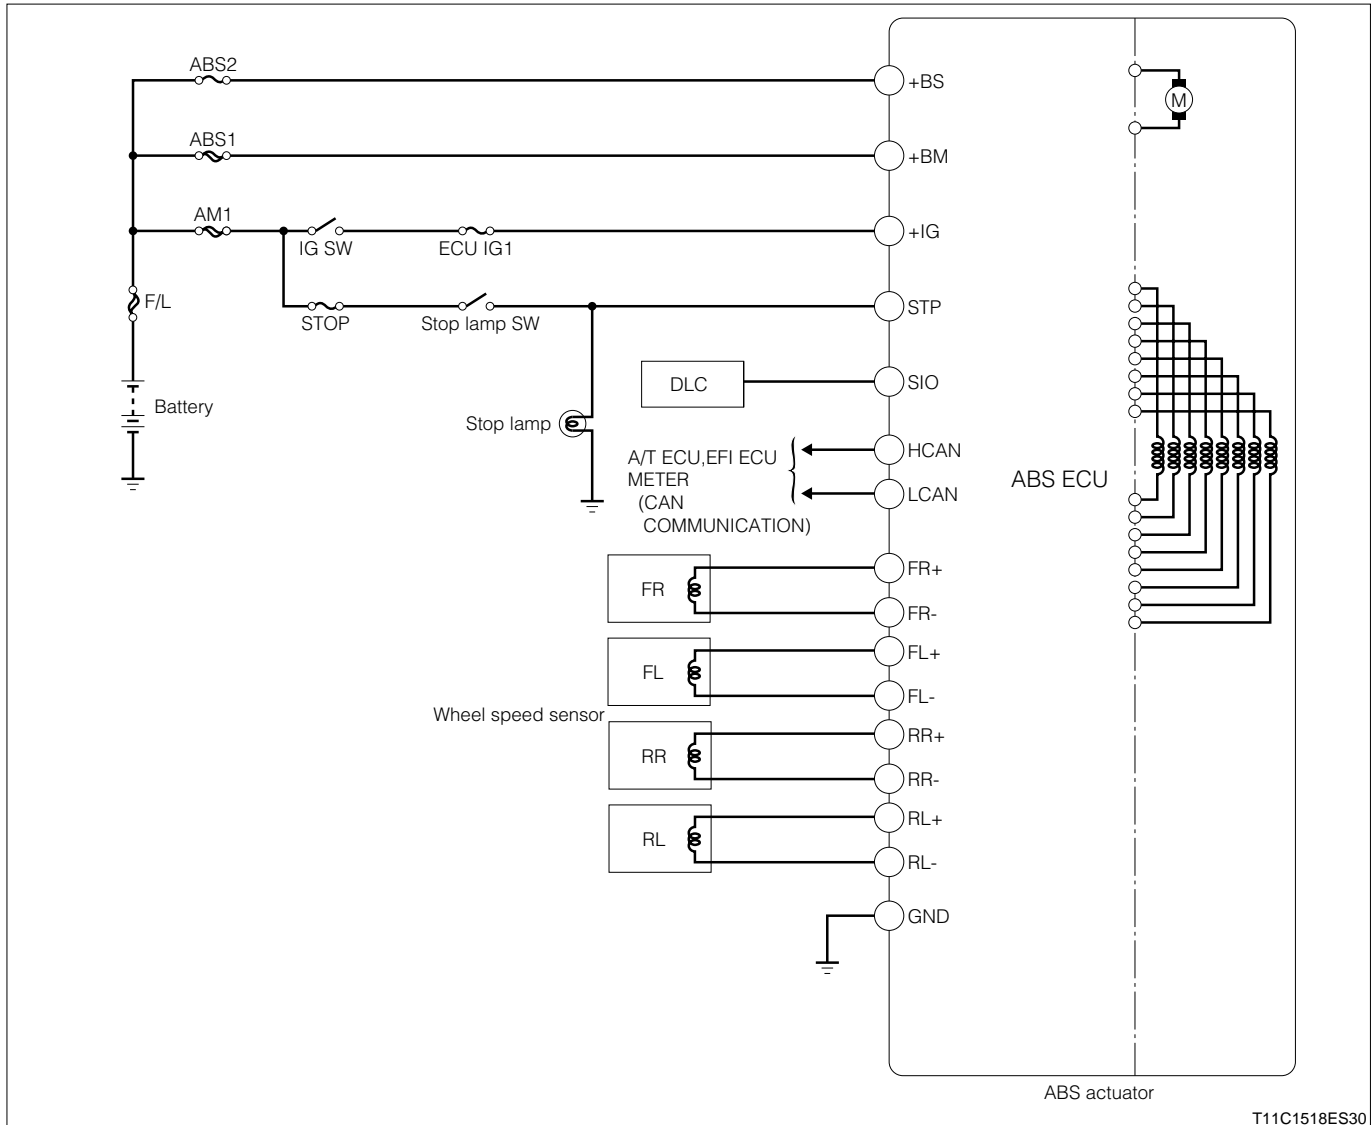 ABS2
+BS
M
ABS1
+BM
AM1
IG SW
ECU IG1
+IG
F/L
STOP
Stop lamp SW
STP
DLC
SIO
Battery
Stop lamp
A/T ECU,EFI ECU
METER
(CAN
COMMUNICATION)
HCAN
LCAN
ABS ECU
FR
FR+
FR-
FL
FL+
FL-
Wheel speed sensor
RR
RR+
RR-
RL
RL+
RL-
GND
ABS actuator
T11C1518ES30